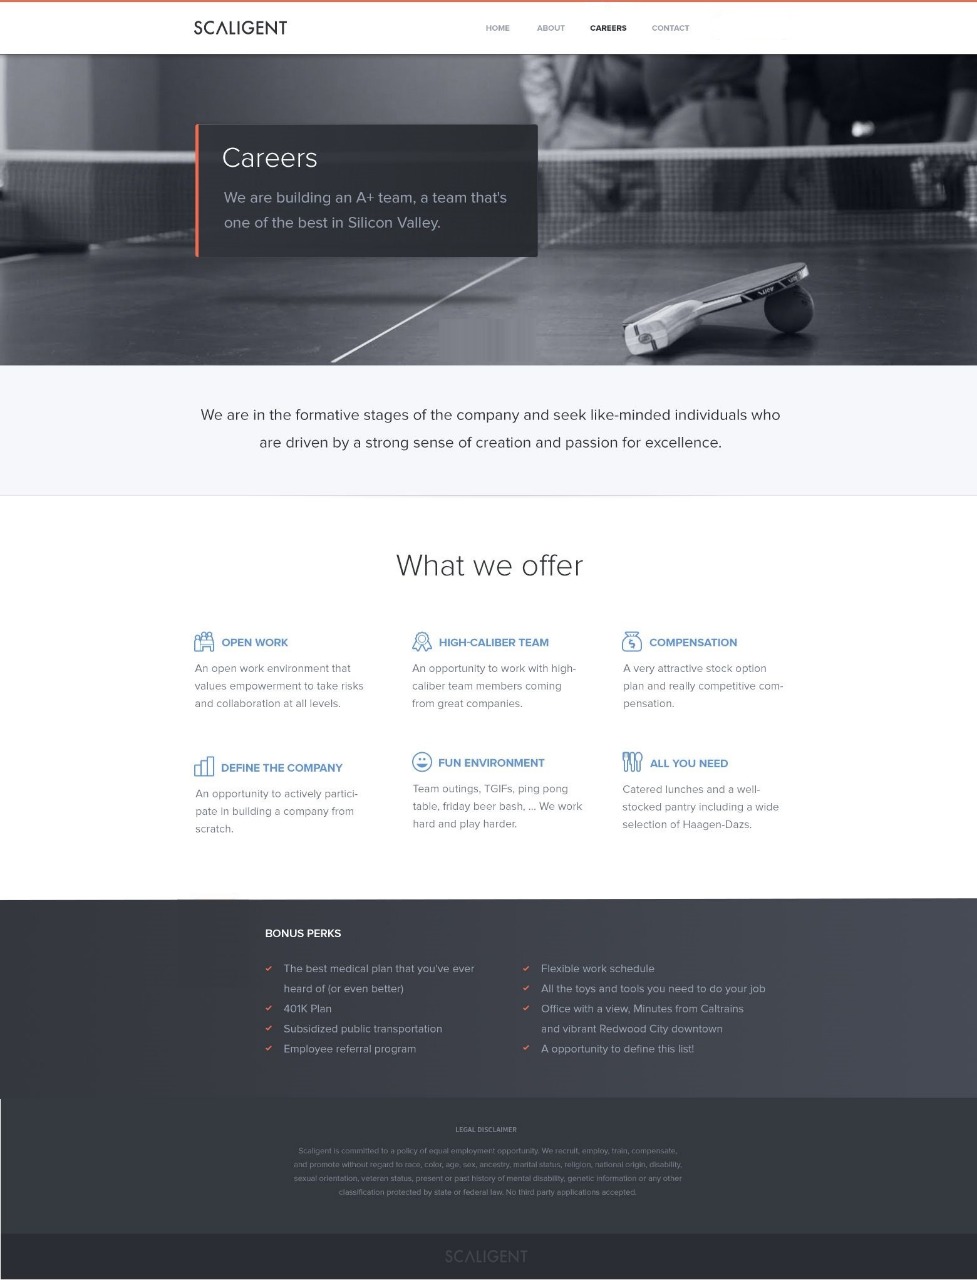 SCALIGENT
HOME ABOUT CAREERS CONTACT
Careers
We are building an A+ team, a team that's
one of the best in Silicon Valley.
We are in the formative stages of the company and seek like-minded individuals who
are driven by a strong sense of creation and passion for excellence.
What we offer
OPEN WORK
An open work environment that
values empowerment to take risks
and collaboration at all levels.
HIGH-CALIBER TEAM
An opportunity to work with high-
caliber team members coming
from great companies.
COMPENSATION
A very attractive stock option
plan and really competitive com-
pensation.
DEFINE THE COMPANY
An opportunity to actively partici-
pate in building a company from
scratch.
FUN ENVIRONMENT
Team outings, TGIFs, ping pong
table, friday beer bash, ... We work
hard and play harder.
ALL YOU NEED
Catered lunches and a well-
stocked pantry including a wide
selection of Haagen-Dazs.
BONUS PERKS
The best medical plan that you've ever
heard of (or even better)
401K Plan
Subsidized public transportation
Employee referral program
Flexible work schedule
All the toys and tools you need to do your job
Office with a view, Minutes from Caltrains
and vibrant Redwood City downtown
A opportunity to define this list!
LEGAL DISCLAIMER
Scaligent is committed to a policy of equal employment opportunity. We recruit, employ, train, compensate,
and promote without regard to race, color, age, sex, ancestry, marital status, religion, national origin, disability,
sexual orientation, veteran status, present or past history of mental disability, genetic information or any other
classification protected by state or federal law. No third party applications accepted.
SCALIGENT